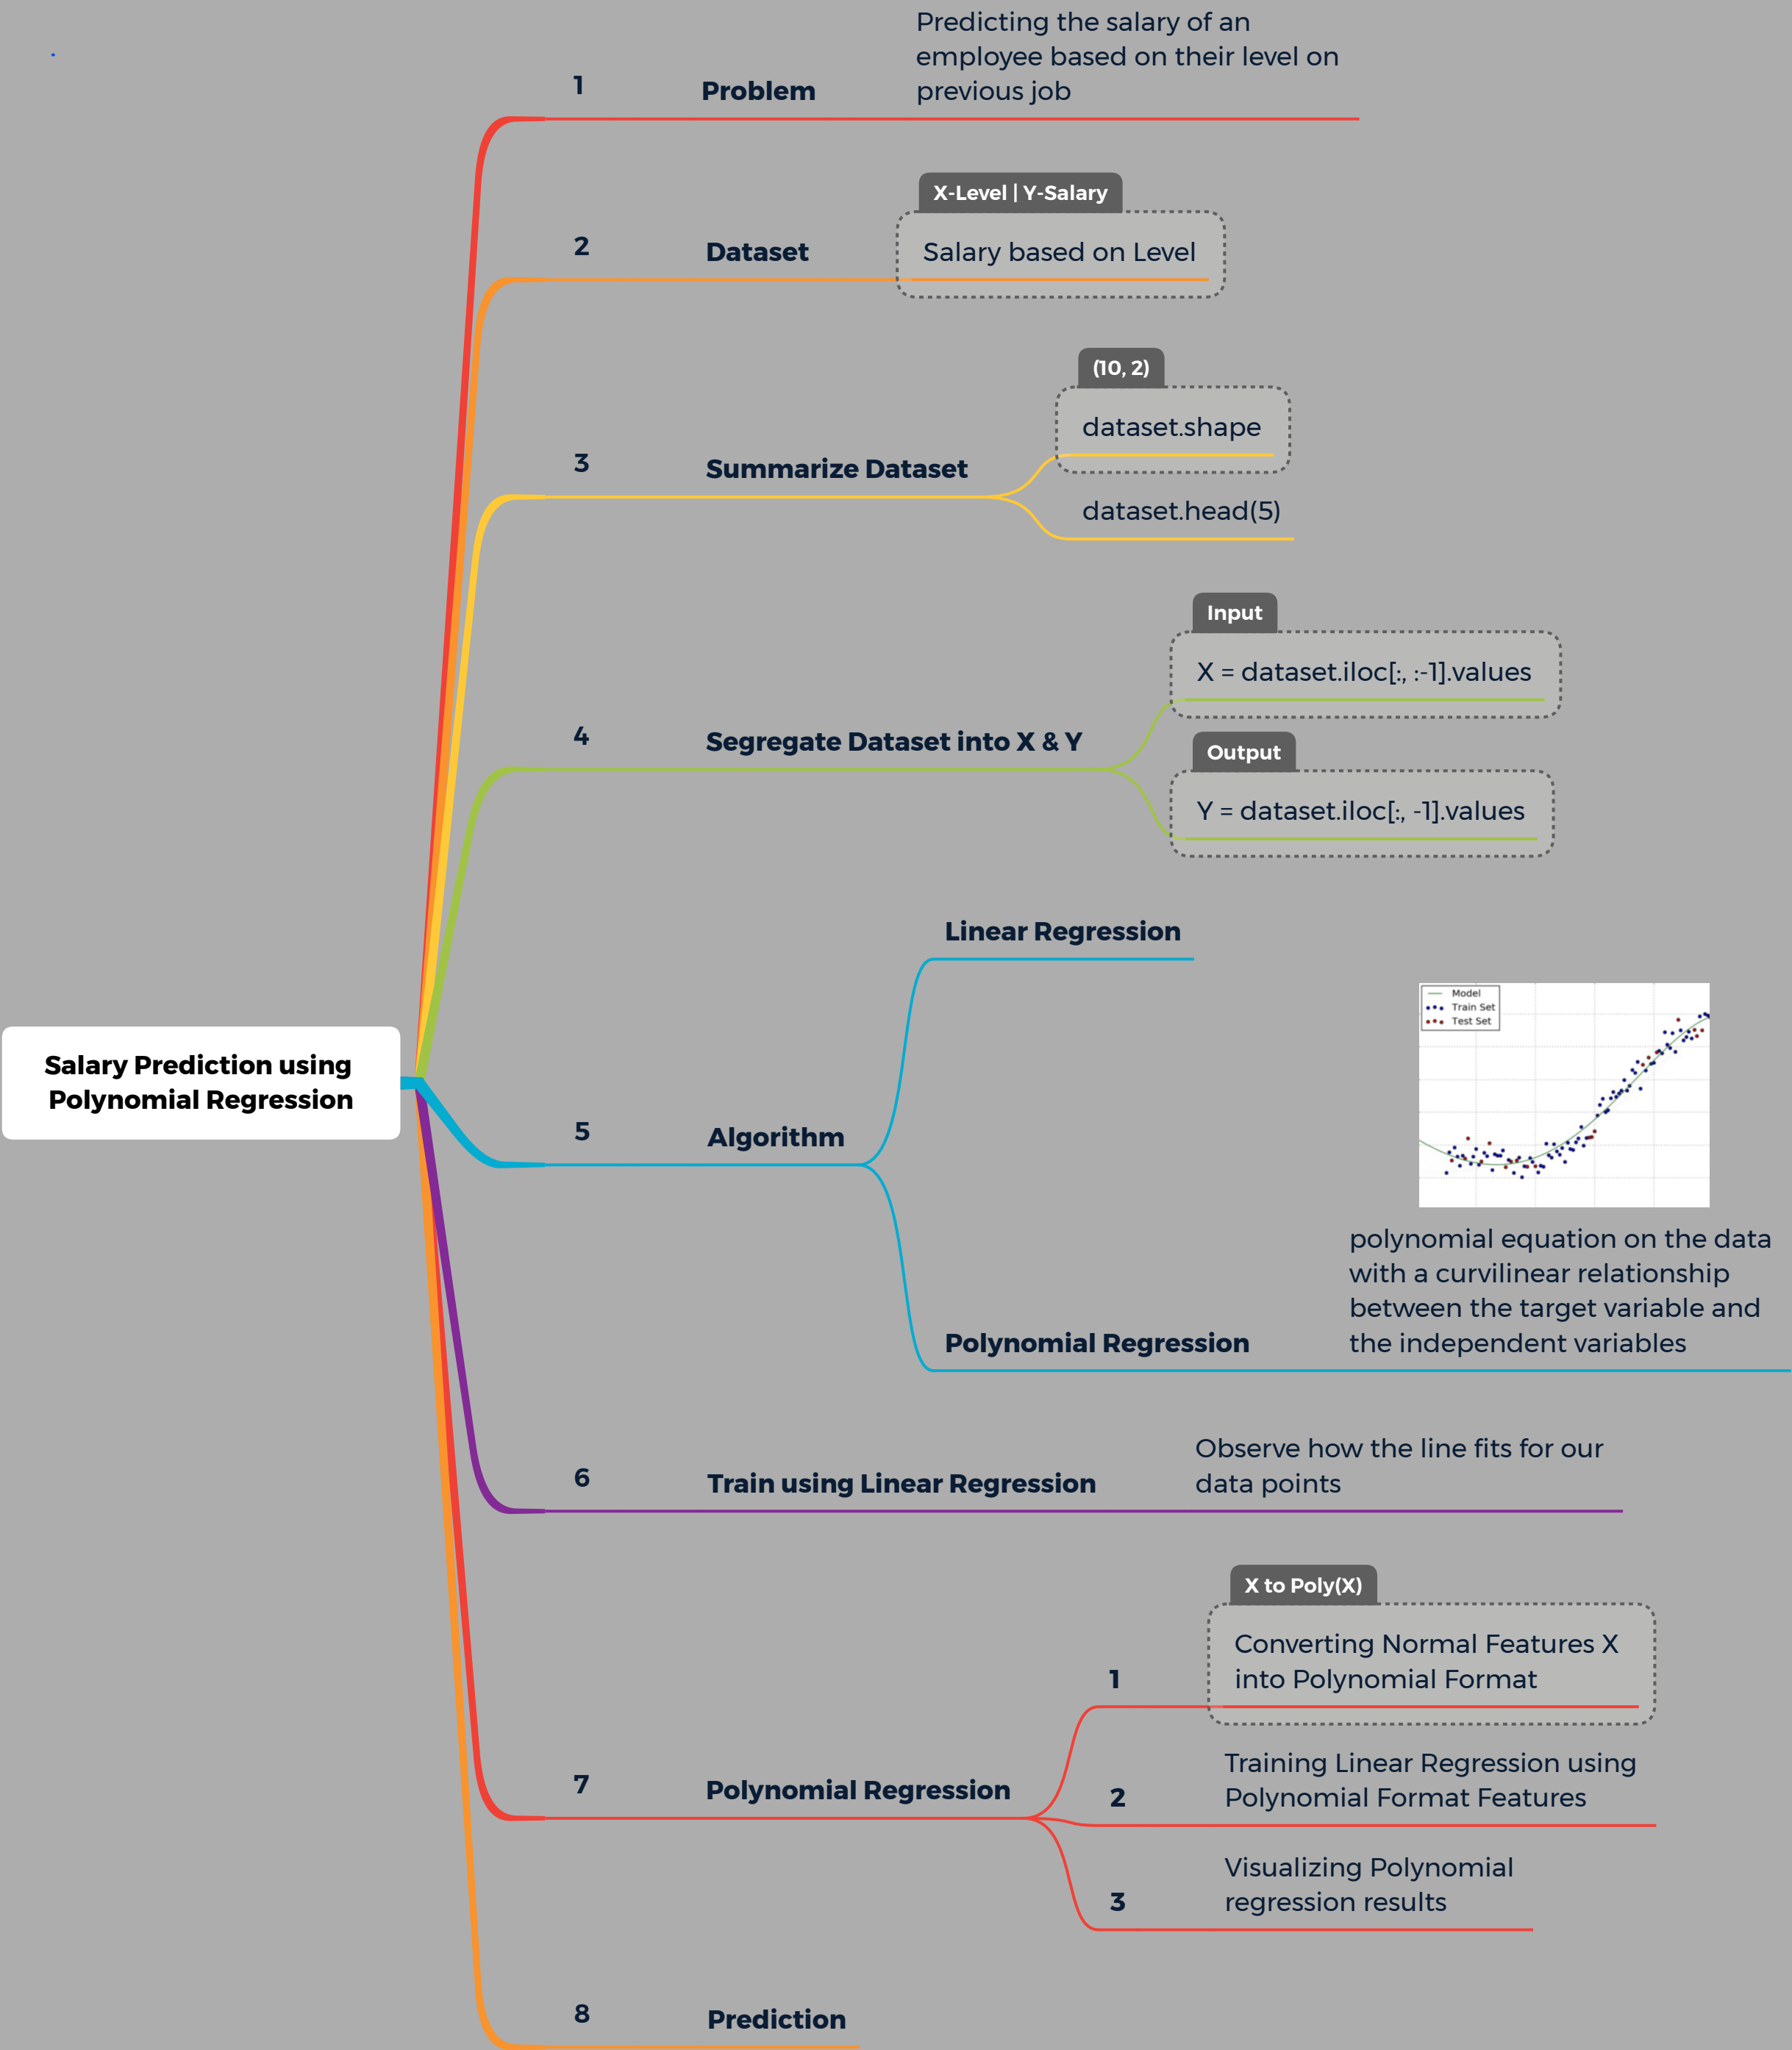 Salary Prediction using
Polynomial Regression
1
Problem
Predicting the salary of an
employee based on their level on
previous job
2
Dataset
X-Level | Y-Salary
Salary based on Level
3
Summarize Dataset
(10, 2)
dataset.shape
dataset.head(5)
4
Segregate Dataset into X & Y
Input
X = dataset.iloc[:, :-1].values
Output
Y = dataset.iloc[:, -1].values
5
Algorithm
Linear Regression
Polynomial Regression
Model
Train Set
Test Set
polynomial equation on the data
with a curvilinear relationship
between the target variable and
the independent variables
6
Train using Linear Regression
Observe how the line fits for our
data points
7
Polynomial Regression
1
X to Poly(X)
Converting Normal Features X
into Polynomial Format
2
Training Linear Regression using
Polynomial Format Features
3
Visualizing Polynomial
regression results
8
Prediction